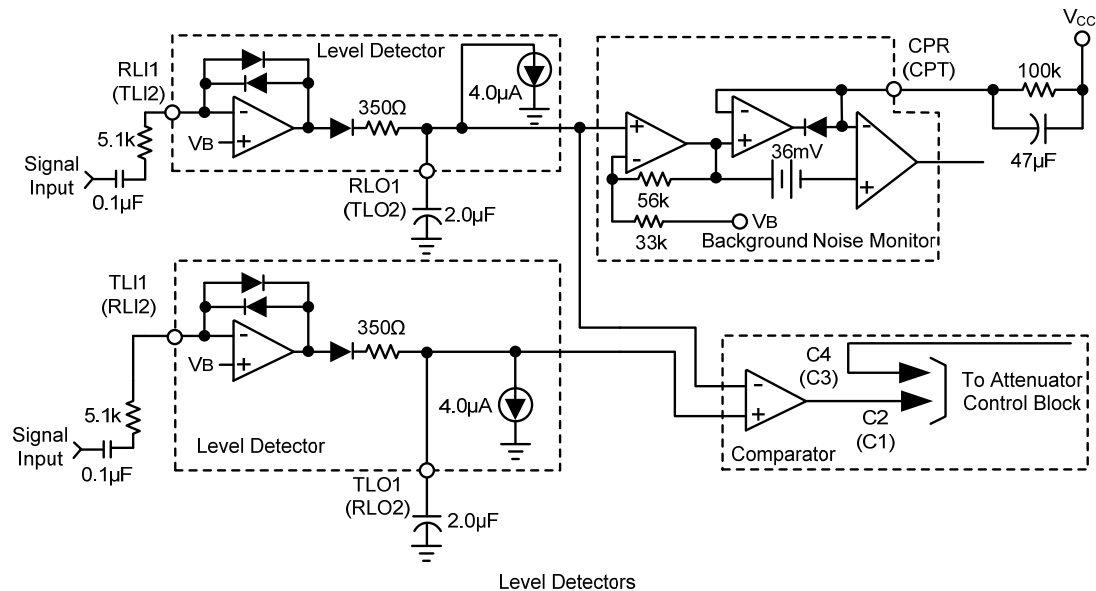 Level Detector
RLI1
(TLI2)
5.1k
Signal
Input
0.1µF
VB
350Ω
4.0µA
RLO1
(TLO2)
2.0µF
CPR
(CPT)
VCC
100k
47µF
36mV
56k
33k
VB
Background Noise Monitor
TLI1
(RLI2)
5.1k
Signal
Input
0.1µF
VB
350Ω
4.0µA
Level Detector
TLO1
(RLO2)
2.0µF
C4
(C3)
To Attenuator
Control Block
C2
(C1)
Comparator
Level Detectors